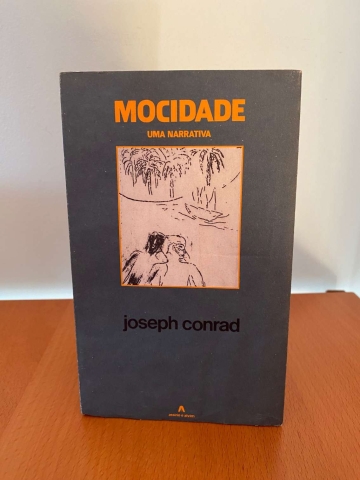 MOCIDADE
UMA NARRATIVA
joseph conrad